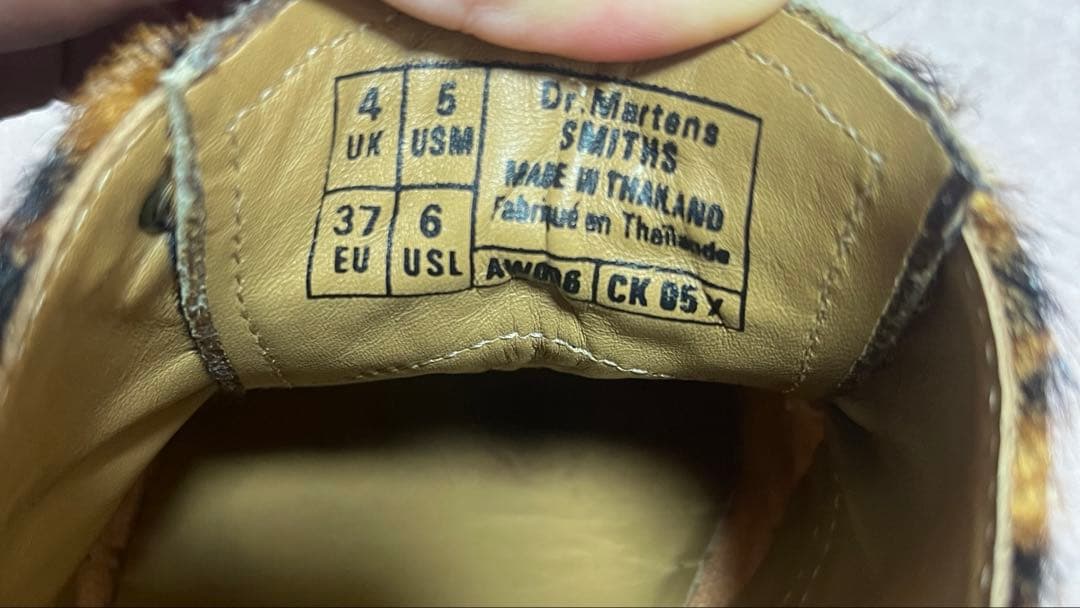 4 UK
5 USM
37 EU
6 USL
Dr.Martens
SMITHS
MADE IN THAILAND
Fabriqué en Thaïlande
CK 05 X